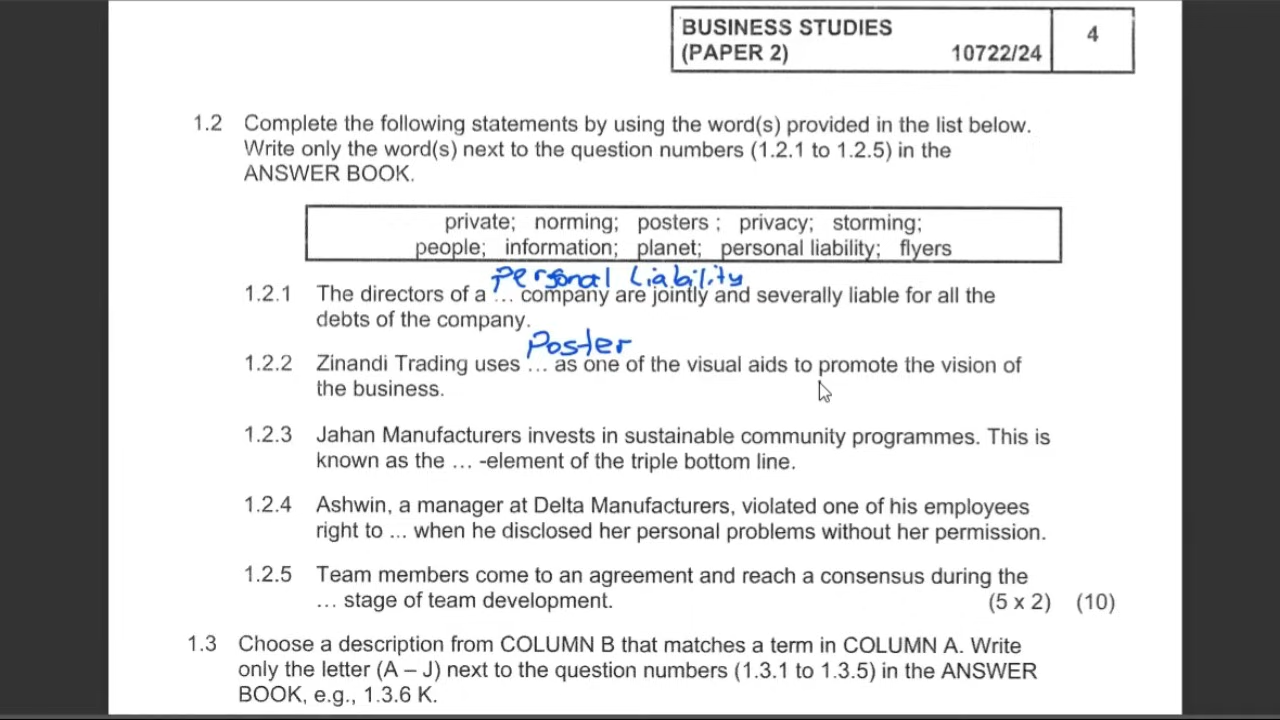 BUSINESS STUDIES
(PAPER 2) 10722/24
4
1.2 Complete the following statements by using the word(s) provided in the list below.
Write only the word(s) next to the question numbers (1.2.1 to 1.2.5) in the
ANSWER BOOK.
private; norming; posters ; privacy; storming;
people; information; planet; personal liability; flyers
Personal Liability
1.2.1 The directors of a ... company are jointly and severally liable for all the
debts of the company.
Poster
1.2.2 Zinandi Trading uses ... as one of the visual aids to promote the vision of
the business.
1.2.3 Jahan Manufacturers invests in sustainable community programmes. This is
known as the ... -element of the triple bottom line.
1.2.4 Ashwin, a manager at Delta Manufacturers, violated one of his employees
right to ... when he disclosed her personal problems without her permission.
1.2.5 Team members come to an agreement and reach a consensus during the
... stage of team development. (5 x 2) (10)
1.3 Choose a description from COLUMN B that matches a term in COLUMN A. Write
only the letter (A – J) next to the question numbers (1.3.1 to 1.3.5) in the ANSWER
BOOK, e.g., 1.3.6 K.